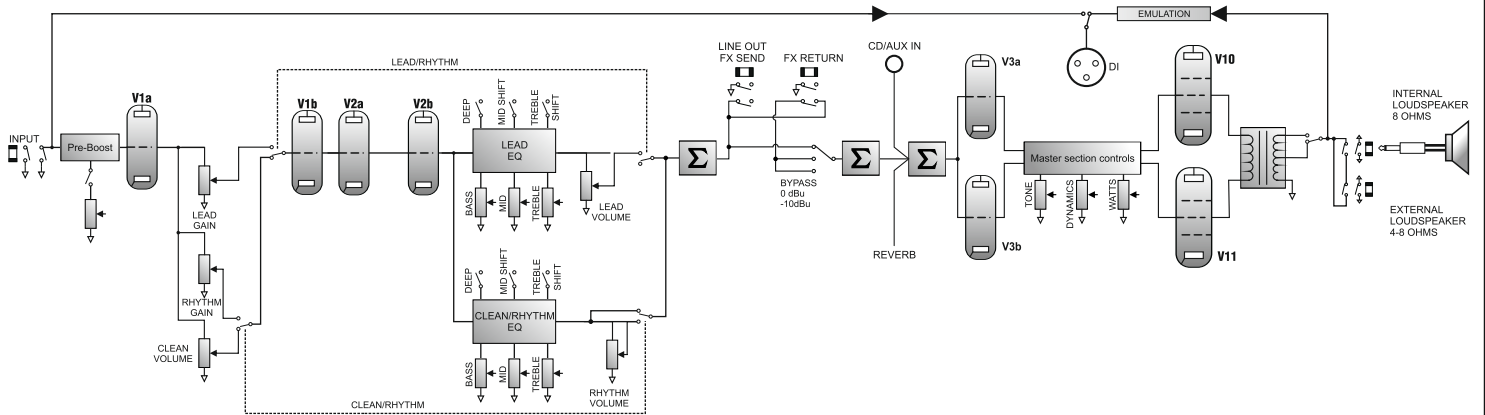 EMULATION
LINE OUT
FX SEND
FX RETURN
CD/AUX IN
LEAD/RHYTHM
DI
V3a
V10
V1a
V1b
V2a
V2b
DEEP
MID SHIFT
TREBLE
SHIFT
INPUT
Pre-Boost
LEAD
EQ
Σ
Σ
Σ
Master section controls
INTERNAL
LOUDSPEAKER
8 OHMS
BYPASS
0 dBu
-10dBu
BASS
MID
TREBLE
LEAD
VOLUME
LEAD
GAIN
TONE
DYNAMICS
WATTS
EXTERNAL
LOUDSPEAKER
4-8 OHMS
REVERB
V3b
V11
DEEP
MID SHIFT
TREBLE
SHIFT
RHYTHM
GAIN
CLEAN/RHYTHM
EQ
CLEAN
VOLUME
BASS
MID
TREBLE
RHYTHM
VOLUME
CLEAN/RHYTHM